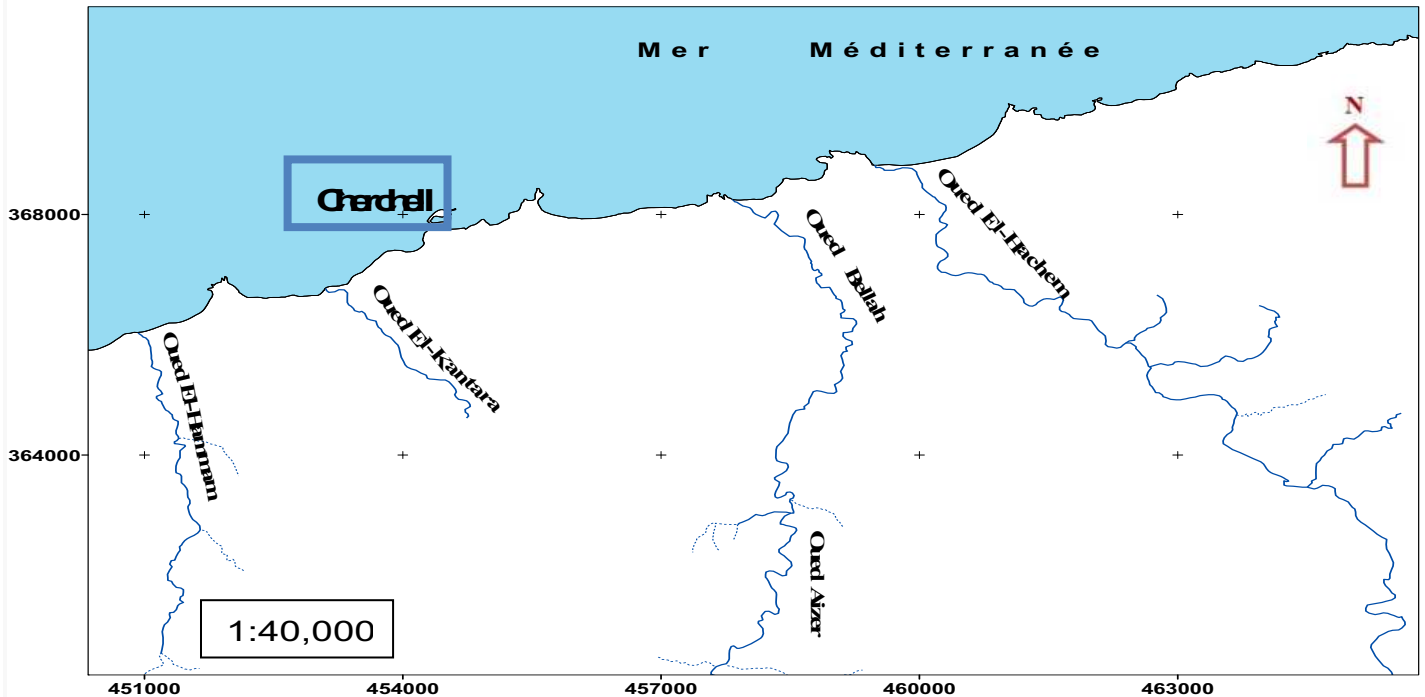 Mer Méditerranée
N
Cherchell
368000
Oued El-Hachem
Oued Bellah
Oued El-Kantara
Oued El-Hammam
364000
Oued Aizer
1:40,000
451000 454000 457000 460000 463000